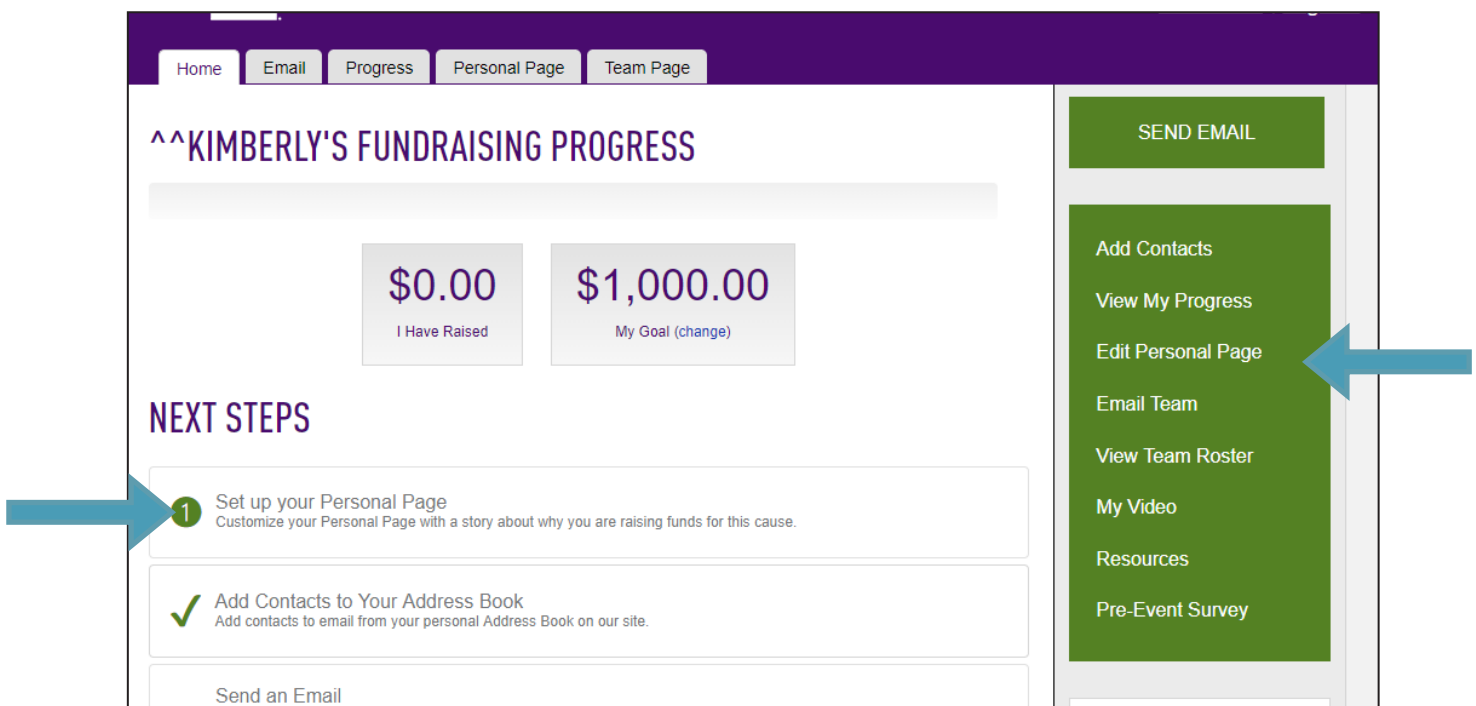 Home Email Progress Personal Page Team Page
^^KIMBERLY'S FUNDRAISING PROGRESS
$0.00
I Have Raised
$1,000.00
My Goal (change)
NEXT STEPS
1
Set up your Personal Page
Customize your Personal Page with a story about why you are raising funds for this cause.
Add Contacts to Your Address Book
Add contacts to email from your personal Address Book on our site.
Send an Email
SEND EMAIL
Add Contacts
View My Progress
Edit Personal Page
Email Team
View Team Roster
My Video
Resources
Pre-Event Survey